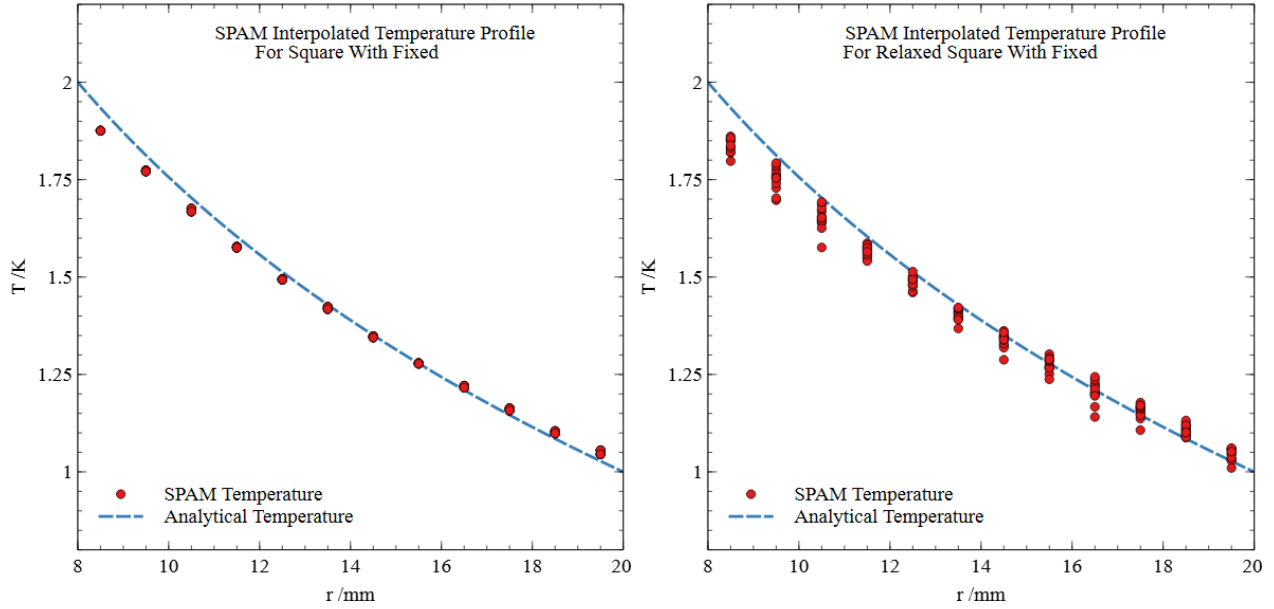 SPAM Interpolated Temperature Profile
For Square With Fixed
2
1.75
1.5
1.25
1
T /K
SPAM Temperature
Analytical Temperature
8
10
12
14
16
18
20
r /mm
SPAM Interpolated Temperature Profile
For Relaxed Square With Fixed
2
1.75
1.5
1.25
1
T /K
SPAM Temperature
Analytical Temperature
8
10
12
14
16
18
20
r /mm